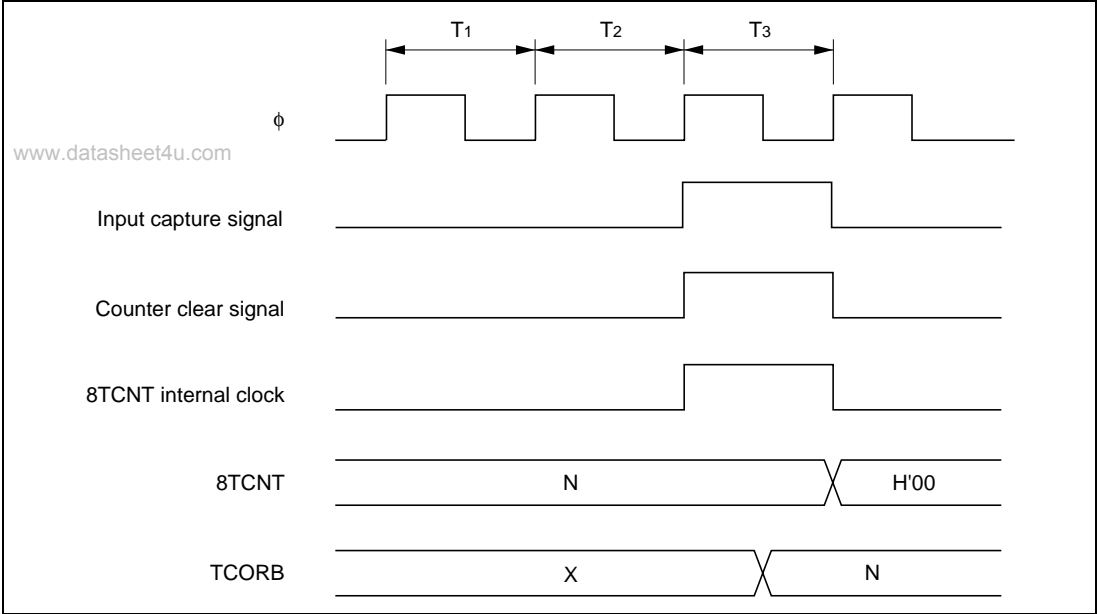 T1 T2 T3
φ
www.datasheet4u.com
Input capture signal
Counter clear signal
8TCNT internal clock
8TCNT N H'00
TCORB X N